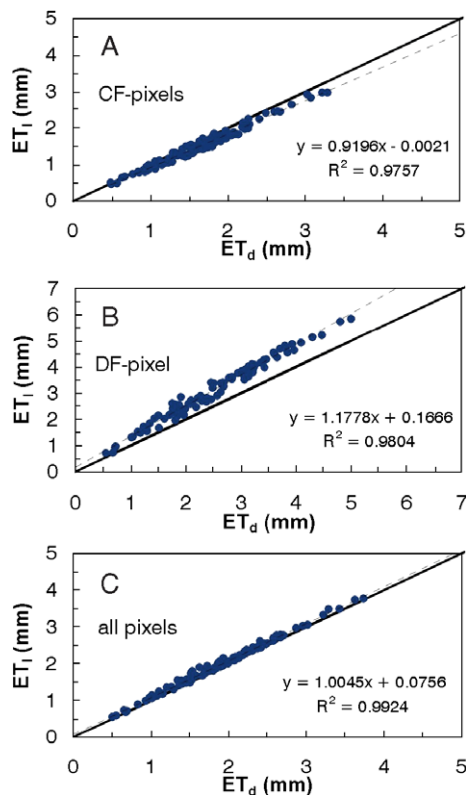 5
A
4
CF-pixels
3
ETI (mm)
2
y = 0.9196x - 0.0021
1
R2 = 0.9757
0
0 1 2 3 4 5
ETd (mm)
7
B
6
DF-pixel
5
4
ETI (mm)
3
2
y = 1.1778x + 0.1666
1
R2 = 0.9804
0
0 1 2 3 4 5 6 7
ETd (mm)
5
C
4
all pixels
3
ETI (mm)
2
y = 1.0045x + 0.0756
1
R2 = 0.9924
0
0 1 2 3 4 5
ETd (mm)